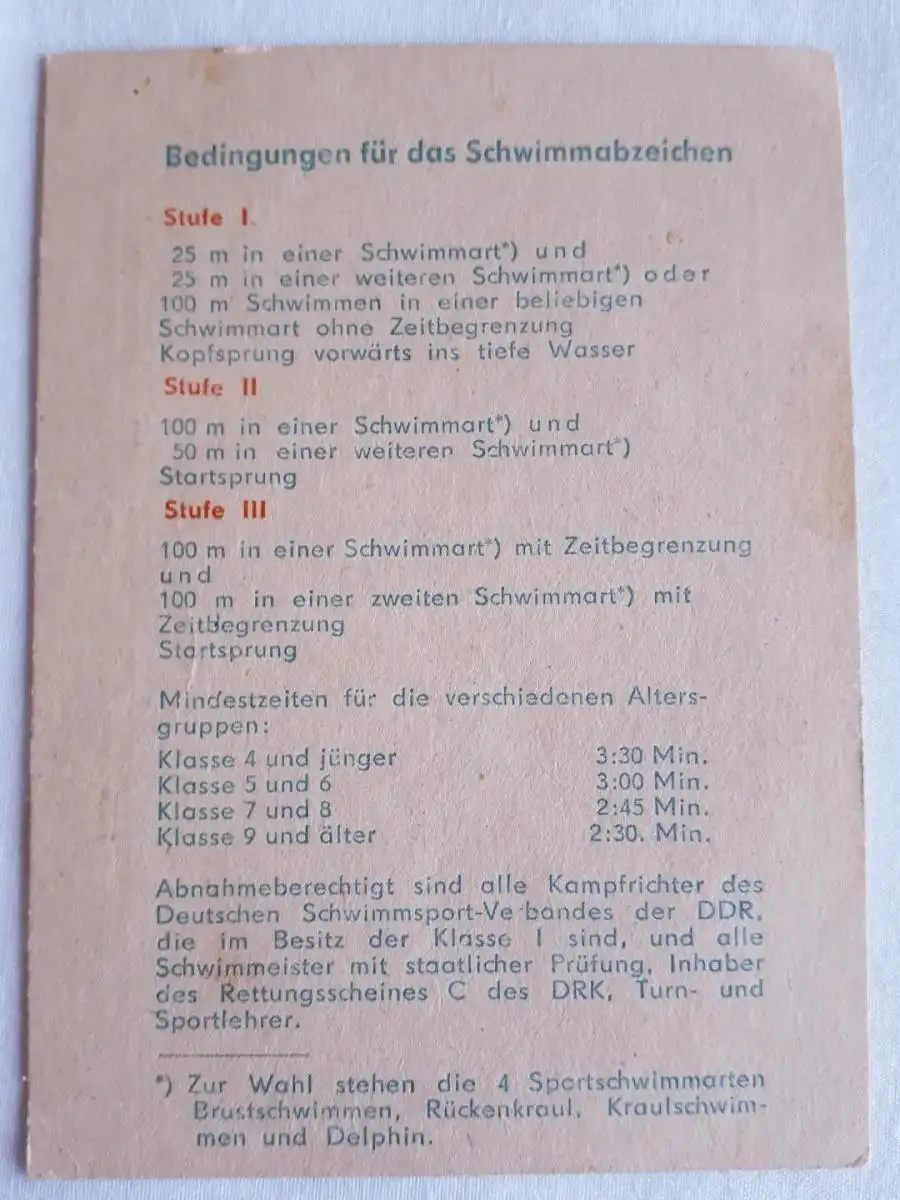 Bedingungen für das Schwimmabzeichen
Stufe I.
25 m in einer Schwimmart*) und
25 m in einer weiteren Schwimmart*) oder
100 m Schwimmen in einer beliebigen
Schwimmart ohne Zeitbegrenzung
Kopfsprung vorwärts ins tiefe Wasser
Stufe II
100 m in einer Schwimmart*) und
50 m in einer weiteren Schwimmart*)
Startsprung
Stufe III
100 m in einer Schwimmart*) mit Zeitbegrenzung
und
100 m in einer zweiten Schwimmart*) mit
Zeitbegrenzung
Startsprung
Mindestzeiten für die verschiedenen Alters-
gruppen:
Klasse 4 und jünger 3:30 Min.
Klasse 5 und 6 3:00 Min.
Klasse 7 und 8 2:45 Min.
Klasse 9 und älter 2:30. Min.
Abnahmeberechtigt sind alle Kampfrichter des
Deutschen Schwimmsport-Verbandes der DDR,
die im Besitz der Klasse I sind, und alle
Schwimmeister mit staatlicher Prüfung, Inhaber
des Rettungsscheines C des DRK, Turn- und
Sportlehrer.
*) Zur Wahl stehen die 4 Sportschwimmarten
Brustschwimmen, Rückenkraul, Kraulschwim-
men und Delphin.